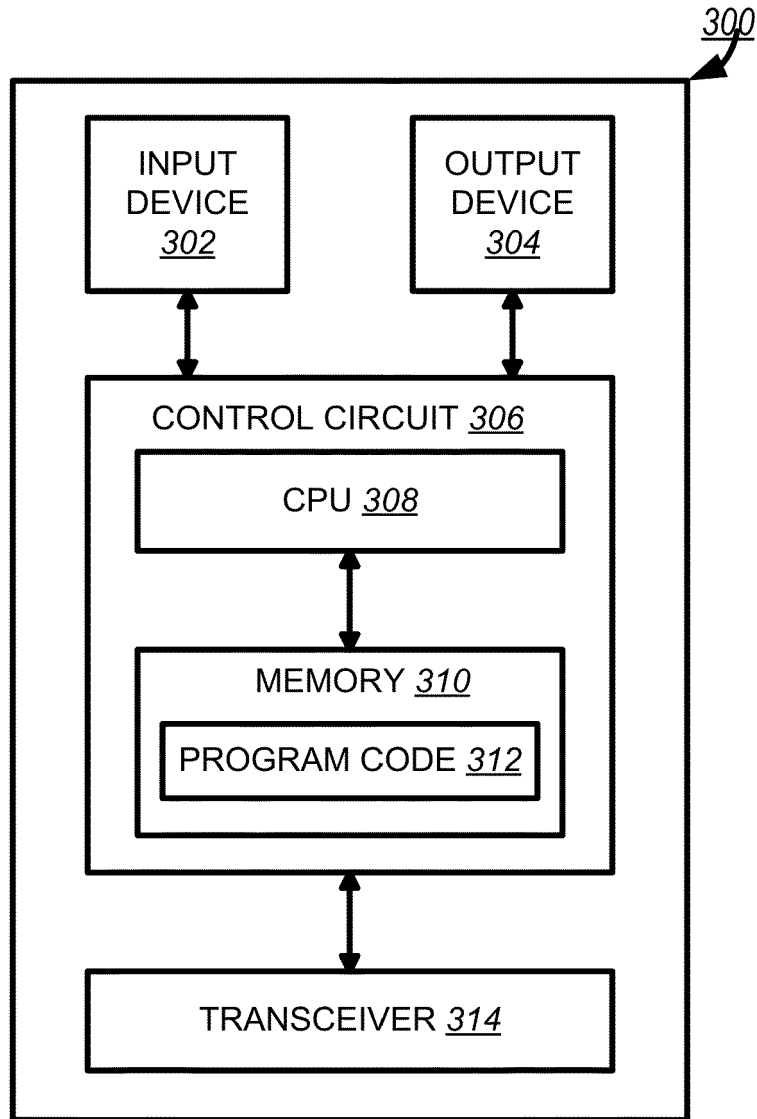 300
INPUT
DEVICE
302
OUTPUT
DEVICE
304
CONTROL CIRCUIT 306
CPU 308
MEMORY 310
PROGRAM CODE 312
TRANSCEIVER 314